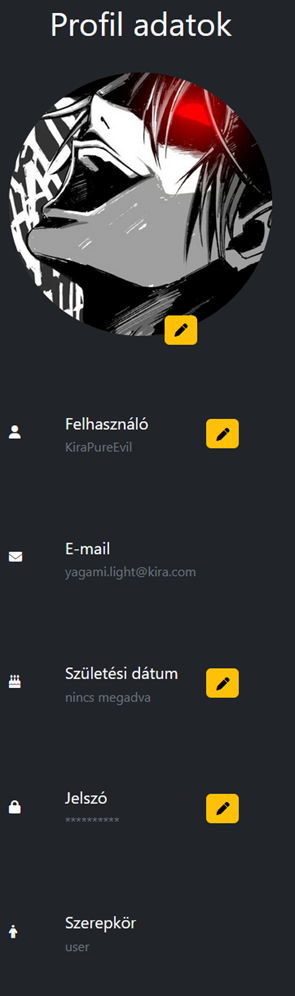 Profil adatok
Felhasználó
KiraPureEvil
E-mail
yagami.light@kira.com
Születési dátum
nincs megadva
Jelszó
**********
Szerepkör
user